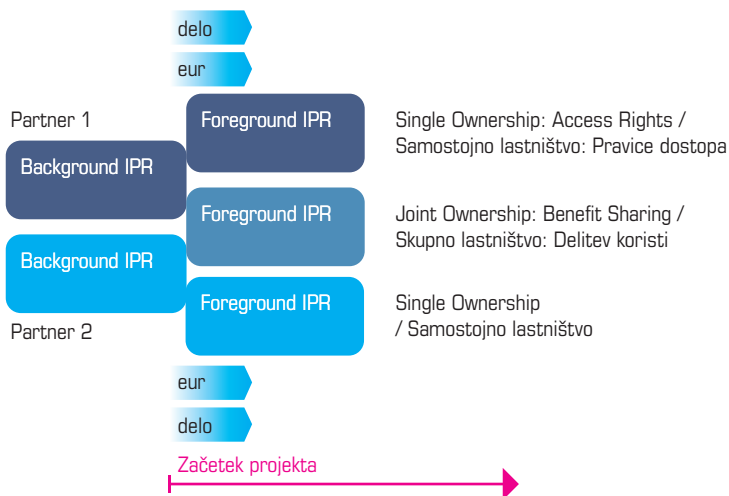 delo
eur
Partner 1
Foreground IPR
Single Ownership: Access Rights /
Samostojno lastništvo: Pravice dostopa
Background IPR
Foreground IPR
Joint Ownership: Benefit Sharing /
Skupno lastništvo: Delitev koristi
Background IPR
Foreground IPR
Single Ownership
/ Samostojno lastništvo
Partner 2
eur
delo
Začetek projekta